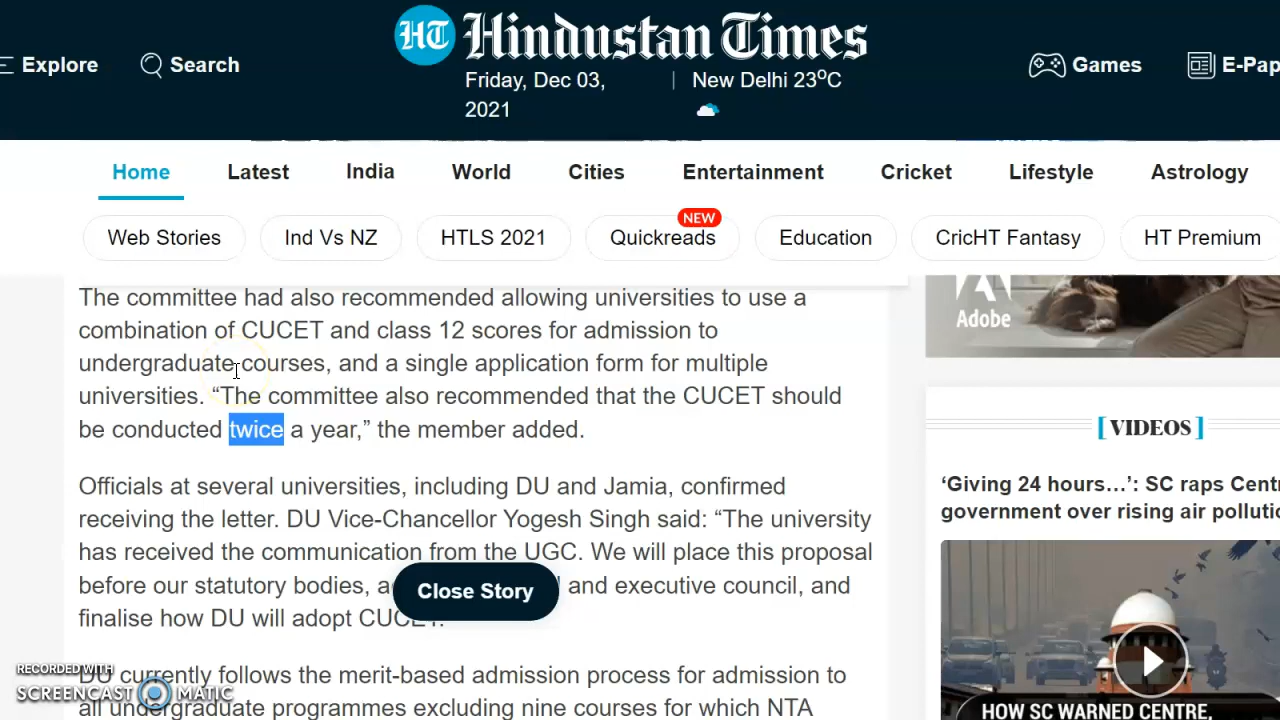 HT Hindustan Times
Explore
Search
Friday, Dec 03,
2021
New Delhi 23ºC
Games
E-Pap
Home
Latest
India
World
Cities
Entertainment
Cricket
Lifestyle
Astrology
Web Stories
Ind Vs NZ
HTLS 2021
NEW
Quickreads
Education
CricHT Fantasy
HT Premium
The committee had also recommended allowing universities to use a
combination of CUCET and class 12 scores for admission to
undergraduate courses, and a single application form for multiple
universities. “The committee also recommended that the CUCET should
be conducted twice a year,” the member added.
Officials at several universities, including DU and Jamia, confirmed
receiving the letter. DU Vice-Chancellor Yogesh Singh said: “The university
has received the communication from the UGC. We will place this proposal
before our statutory bodies, and executive council, and
finalise how DU will adopt CUCET.
Close Story
DU currently follows the merit-based admission process for admission to
all undergraduate programmes excluding nine courses for which NTA
Adobe
[ VIDEOS ]
‘Giving 24 hours...’: SC raps Cent
government over rising air pollutio
HOW SC WARNED CENTRE,
RECORDED WITH
SCREENCAST MATIC